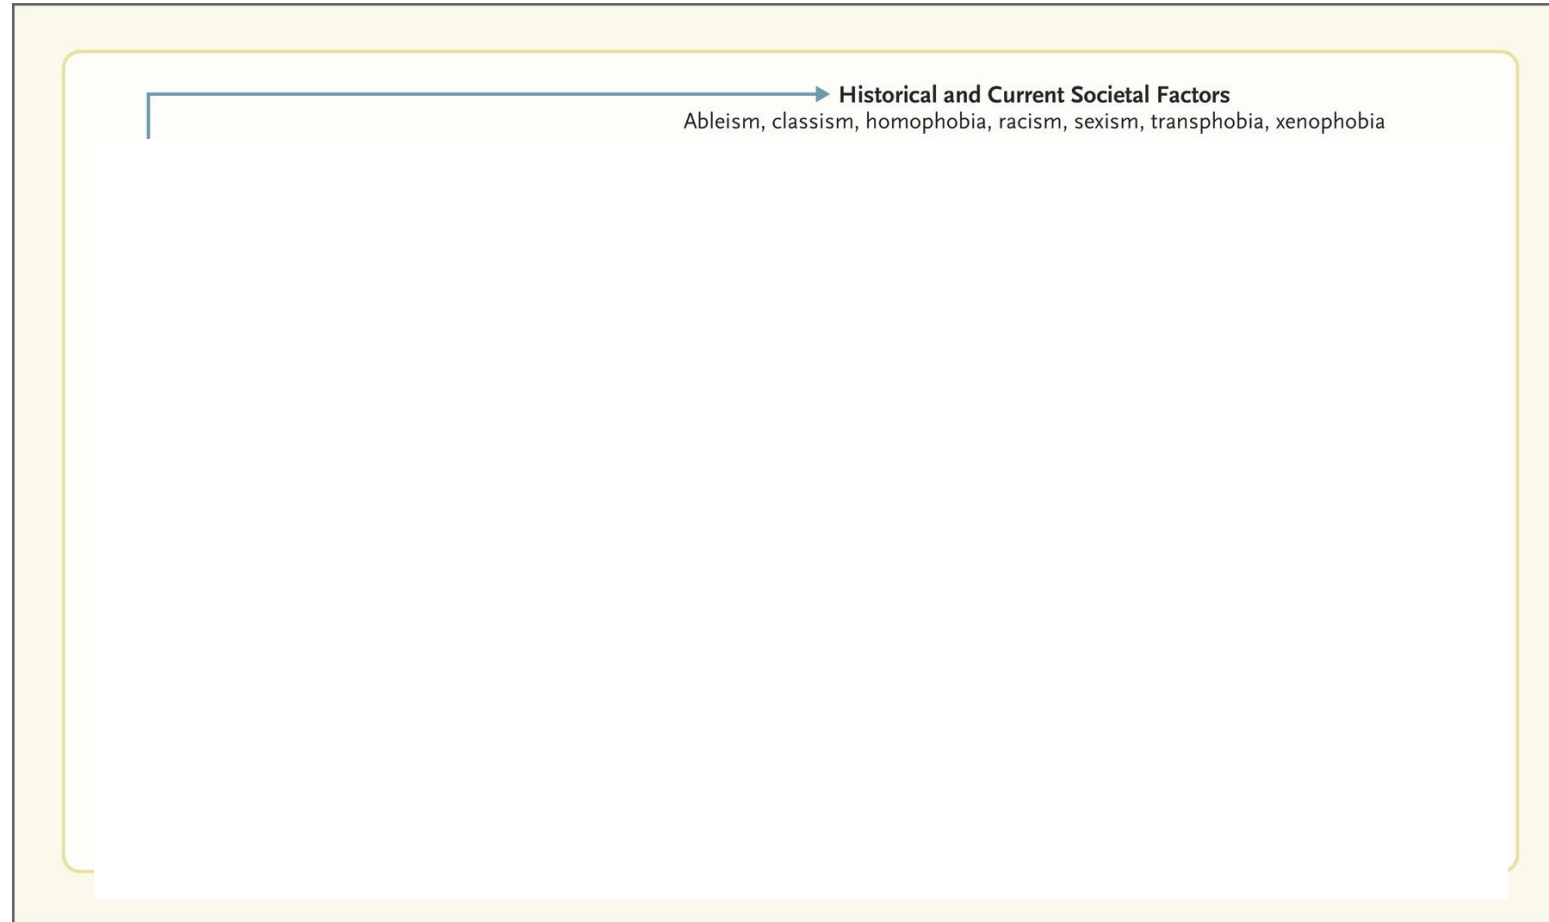 Historical and Current Societal Factors
Ableism, classism, homophobia, racism, sexism, transphobia, xenophobia